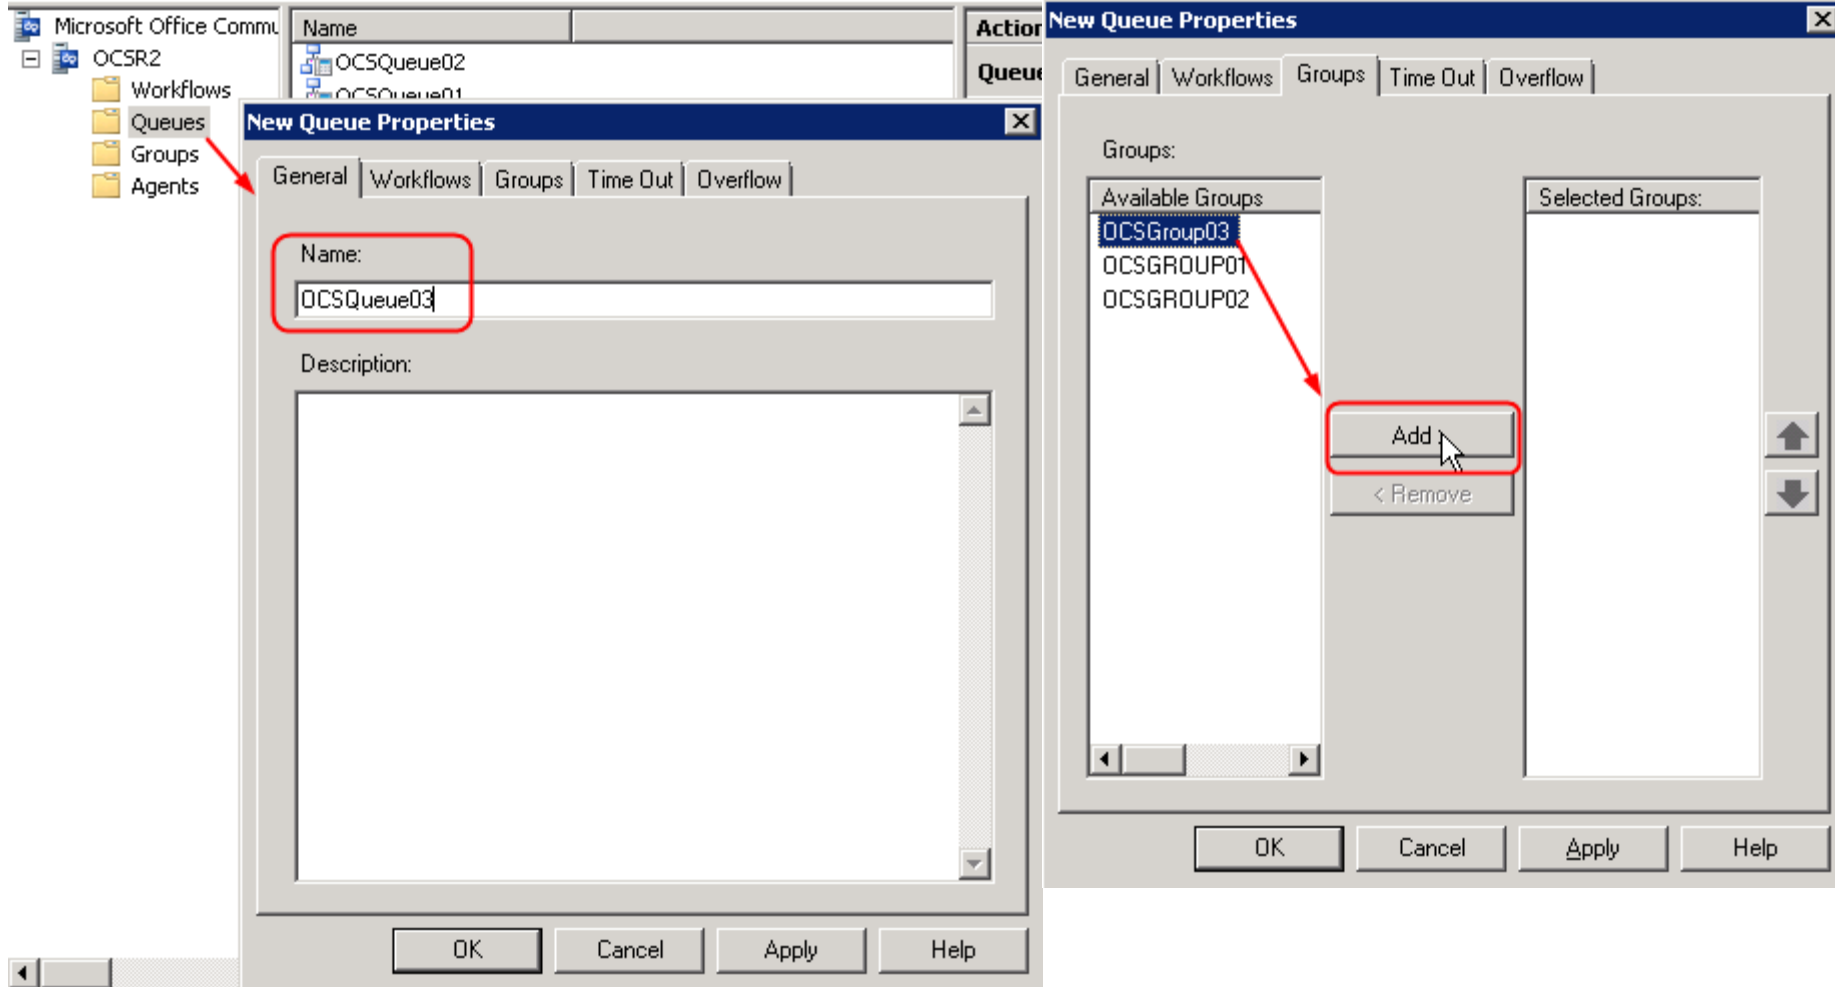 Microsoft Office Commu
OCSR2
Workflows
Queues
Groups
Agents
Name
OCSQueue02
OCSQueue01
Action
Queue
New Queue Properties
General Workflows Groups Time Out Overflow
Name:
OCSQueue03
Description:
OK Cancel Apply Help
New Queue Properties
General Workflows Groups Time Out Overflow
Groups:
Available Groups
OCSGroup03
OCSGROUP01
OCSGROUP02
Add
< Remove
Selected Groups:
OK Cancel Apply Help